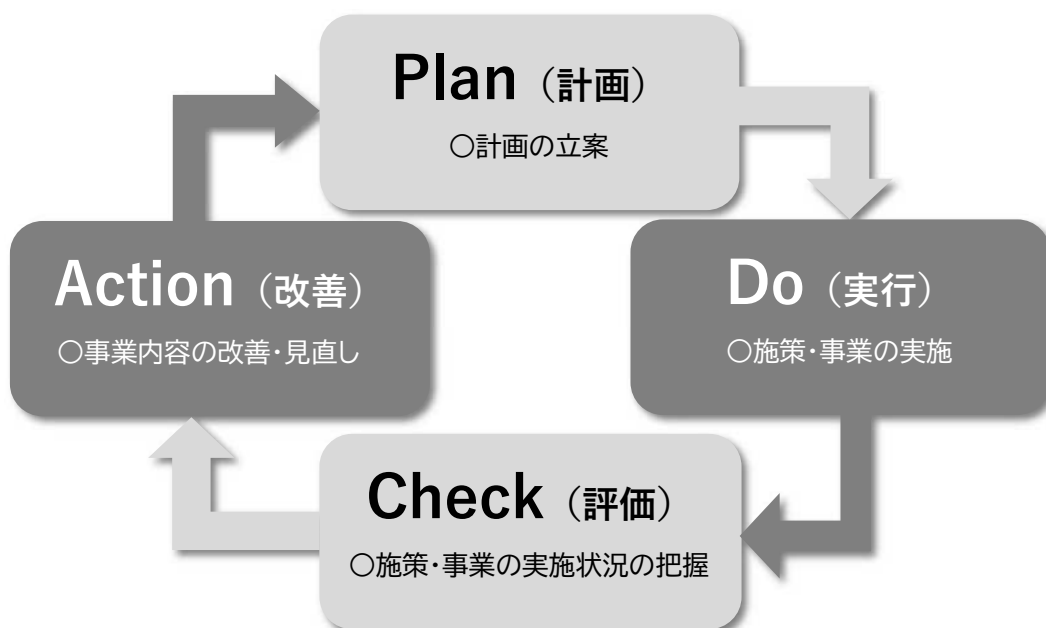 Plan（計画）
○計画の立案
Do（実行）
○施策･事業の実施
Check（評価）
○施策･事業の実施状況の把握
Action（改善）
○事業内容の改善･見直し